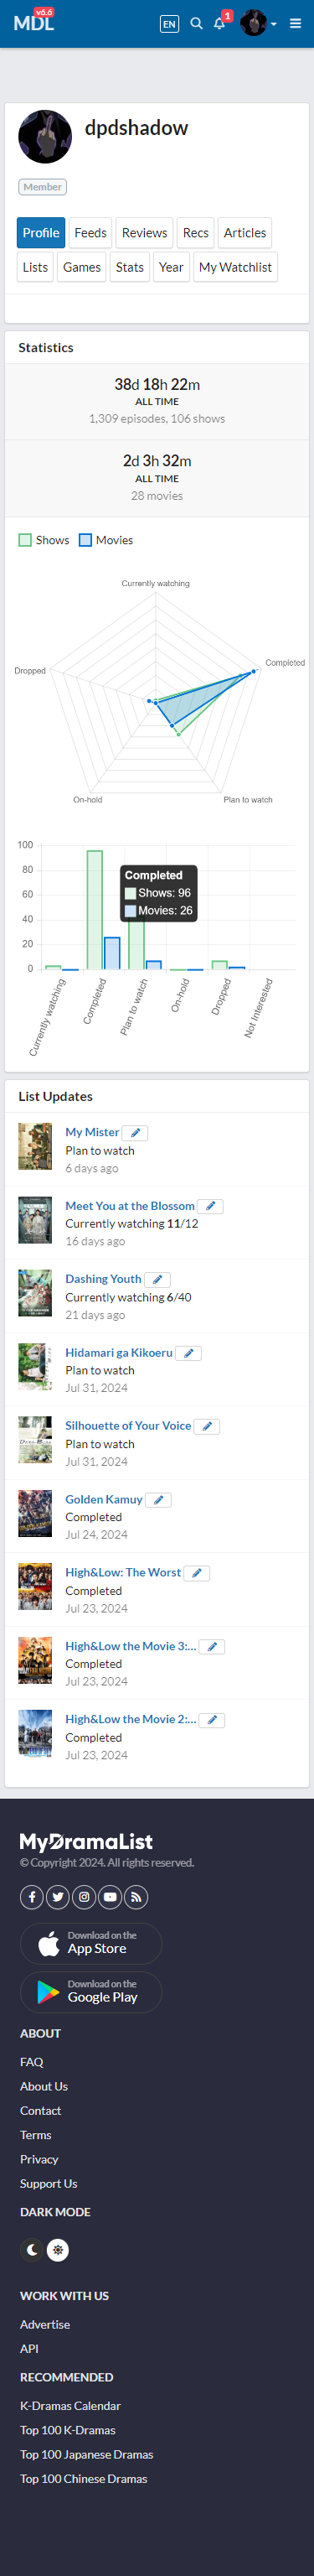 MDL v6.6 EN 1
dpdshadow
Member
Profile Feeds Reviews Recs Articles
Lists Games Stats Year My Watchlist
Statistics
38d 18h 22m
ALL TIME
1,309 episodes, 106 shows
2d 3h 32m
ALL TIME
28 movies
Shows Movies
Currently watching
Dropped Completed
On-hold Plan to watch
100
80
60
40
20
0
Completed
Shows: 96
Movies: 26
Currently watching Completed Plan to watch On-hold Dropped Not Interested
List Updates
My Mister
Plan to watch
6 days ago
Meet You at the Blossom
Currently watching 11/12
16 days ago
Dashing Youth
Currently watching 6/40
21 days ago
Hidamari ga Kikoeru
Plan to watch
Jul 31, 2024
Silhouette of Your Voice
Plan to watch
Jul 31, 2024
Golden Kamuy
Completed
Jul 24, 2024
High&Low: The Worst
Completed
Jul 23, 2024
High&Low the Movie 3:...
Completed
Jul 23, 2024
High&Low the Movie 2:...
Completed
Jul 23, 2024
MyDramaList
© Copyright 2024. All rights reserved.
Download on the
App Store
Download on the
Google Play
ABOUT
FAQ
About Us
Contact
Terms
Privacy
Support Us
DARK MODE
WORK WITH US
Advertise
API
RECOMMENDED
K-Dramas Calendar
Top 100 K-Dramas
Top 100 Japanese Dramas
Top 100 Chinese Dramas